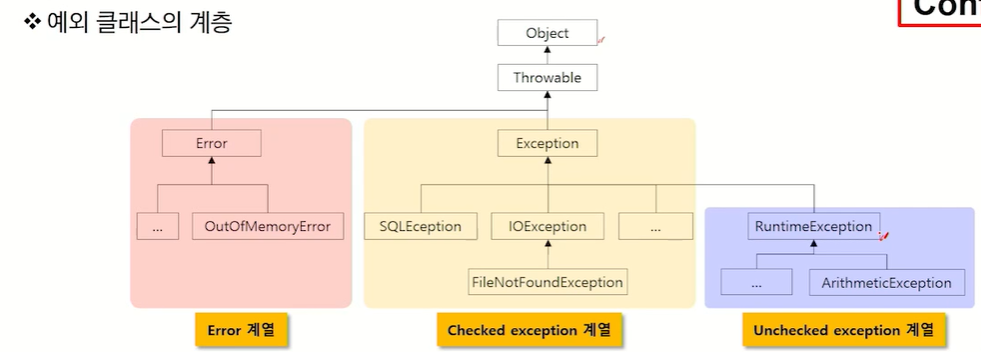 ❖ 예외 클래스의 계층
Object
Throwable
Error
Exception
...
OutOfMemoryError
SQLEception
IOException
...
RuntimeException
FileNotFoundException
...
ArithmeticException
Error 계열
Checked exception 계열
Unchecked exception 계열